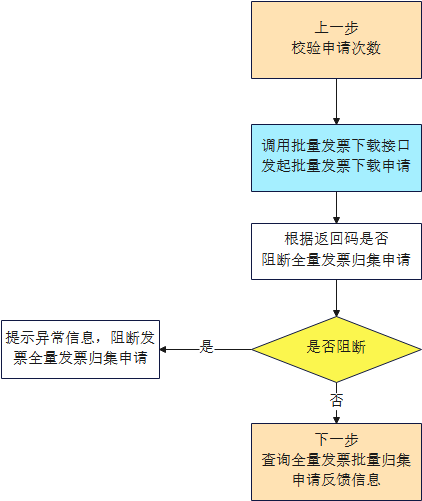 上一步
校验申请次数
调用批量发票下载接口
发起批量发票下载申请
根据返回码是否
阻断全量发票归集申请
是否阻断
是
提示异常信息，阻断发
票全量发票归集申请
否
下一步
查询全量发票批量归集
申请反馈信息